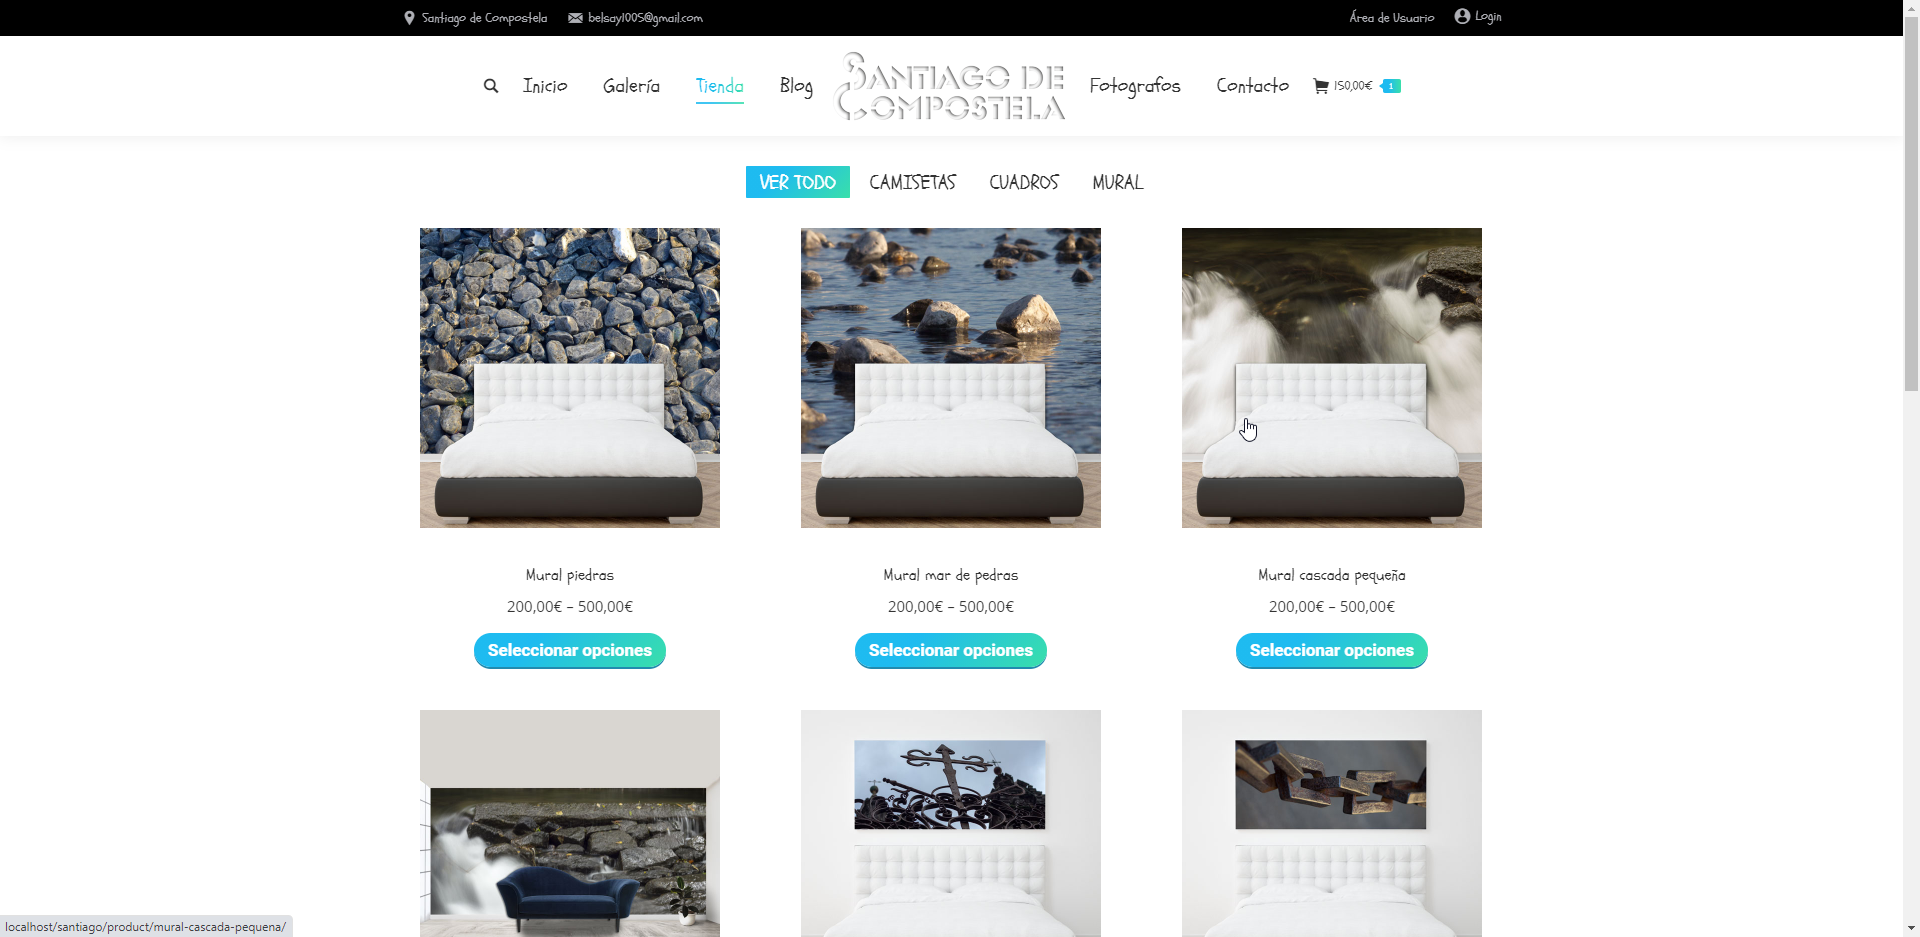 Santiago de Compostela belsay1005@gmail.com Área de Usuario Login
Inicio Galería Tienda Blog SANTIAGO DE COMPOSTELA Fotografos Contacto 150,00€ 1
VER TODO CAMISETAS CUADROS MURAL
Mural piedras
200,00€ – 500,00€
Seleccionar opciones
Mural mar de pedras
200,00€ – 500,00€
Seleccionar opciones
Mural cascada pequeña
200,00€ – 500,00€
Seleccionar opciones
localhost/santiago/product/mural-cascada-pequena/